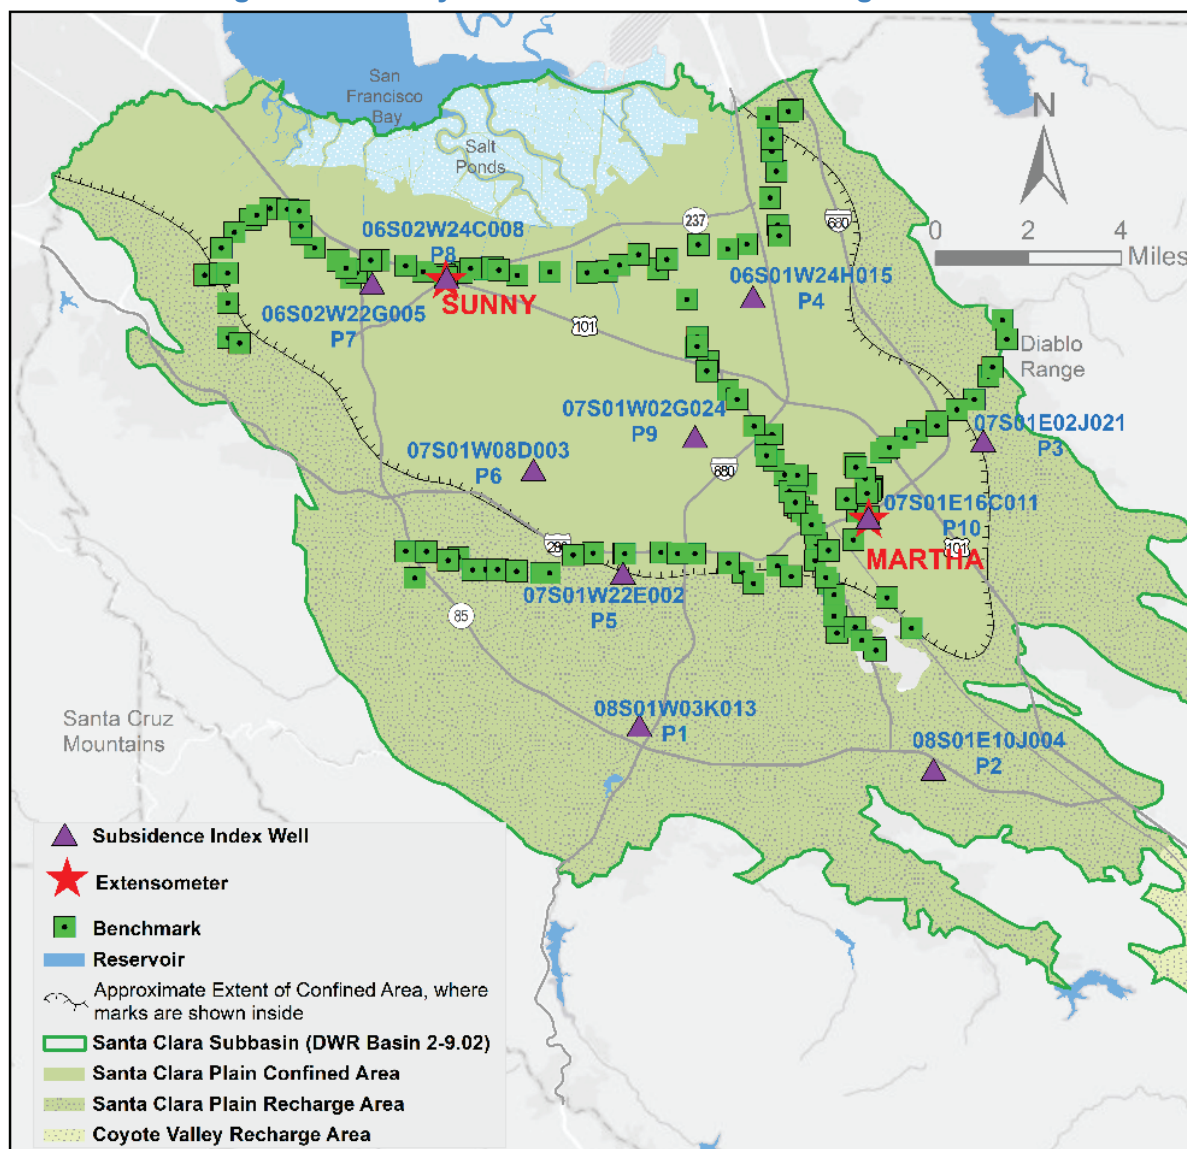 San
Francisco
Bay
Salt
Ponds
N
237
680
0 2 4
Miles
06S02W24C008
P8
SUNNY
06S01W24H015
P4
06S02W22G005
P7
101
Diablo
Range
07S01W02G024
P9
07S01E02J021
P3
07S01W08D003
P6
880
07S01E16C011
P10
MARTHA
101
280
07S01W22E002
P5
85
08S01W03K013
P1
Santa Cruz
Mountains
08S01E10J004
P2
Subsidence Index Well
Extensometer
Benchmark
Reservoir
Approximate Extent of Confined Area, where
marks are shown inside
Santa Clara Subbasin (DWR Basin 2-9.02)
Santa Clara Plain Confined Area
Santa Clara Plain Recharge Area
Coyote Valley Recharge Area